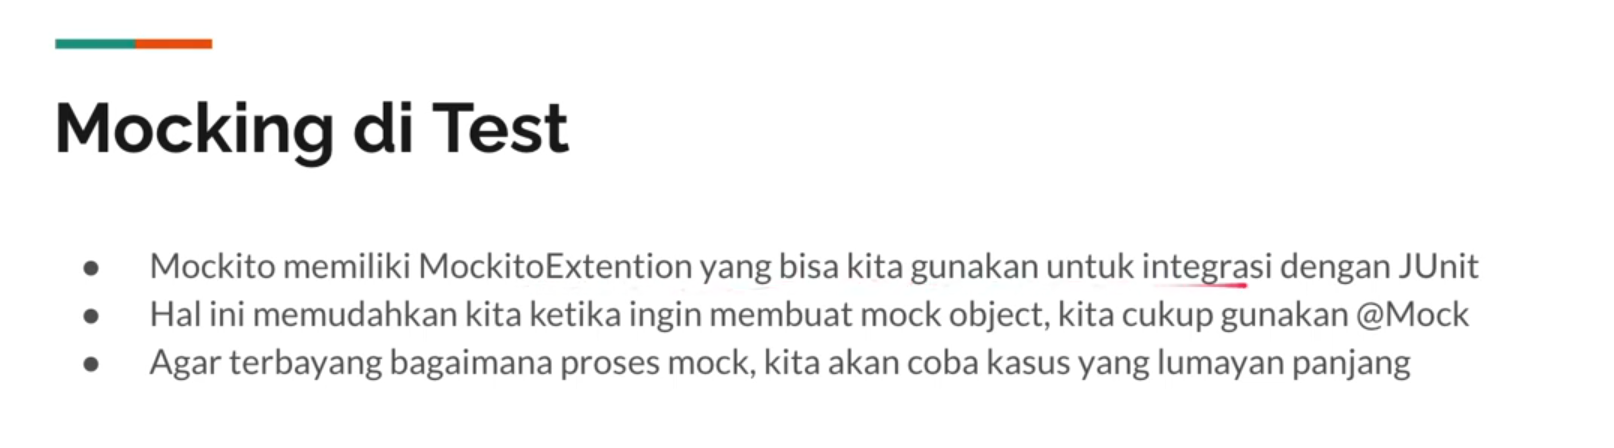 Mocking di Test
● Mockito memiliki MockitoExtention yang bisa kita gunakan untuk integrasi dengan JUnit
● Hal ini memudahkan kita ketika ingin membuat mock object, kita cukup gunakan @Mock
● Agar terbayang bagaimana proses mock, kita akan coba kasus yang lumayan panjang